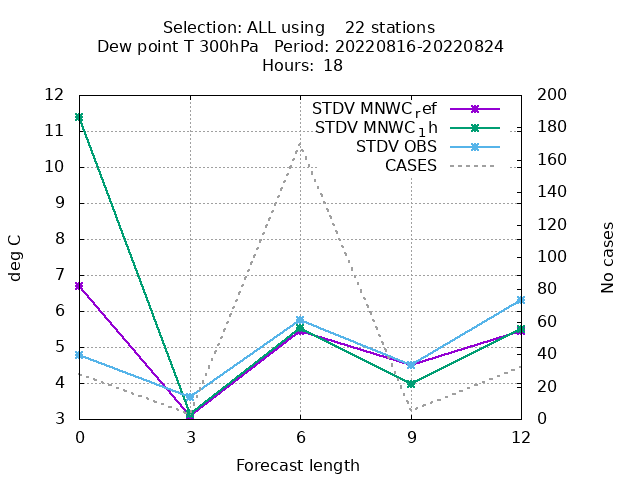 Selection: ALL using    22 stations
Dew point T 300hPa   Period: 20220816-20220824
Hours: 18
STDV MNWCref
STDV MNWC1h
STDV OBS
CASES
deg C
12
11
10
9
8
7
6
5
4
3
200
180
160
140
120
100
80
60
40
20
0
No cases
0 3 6 9 12
Forecast length